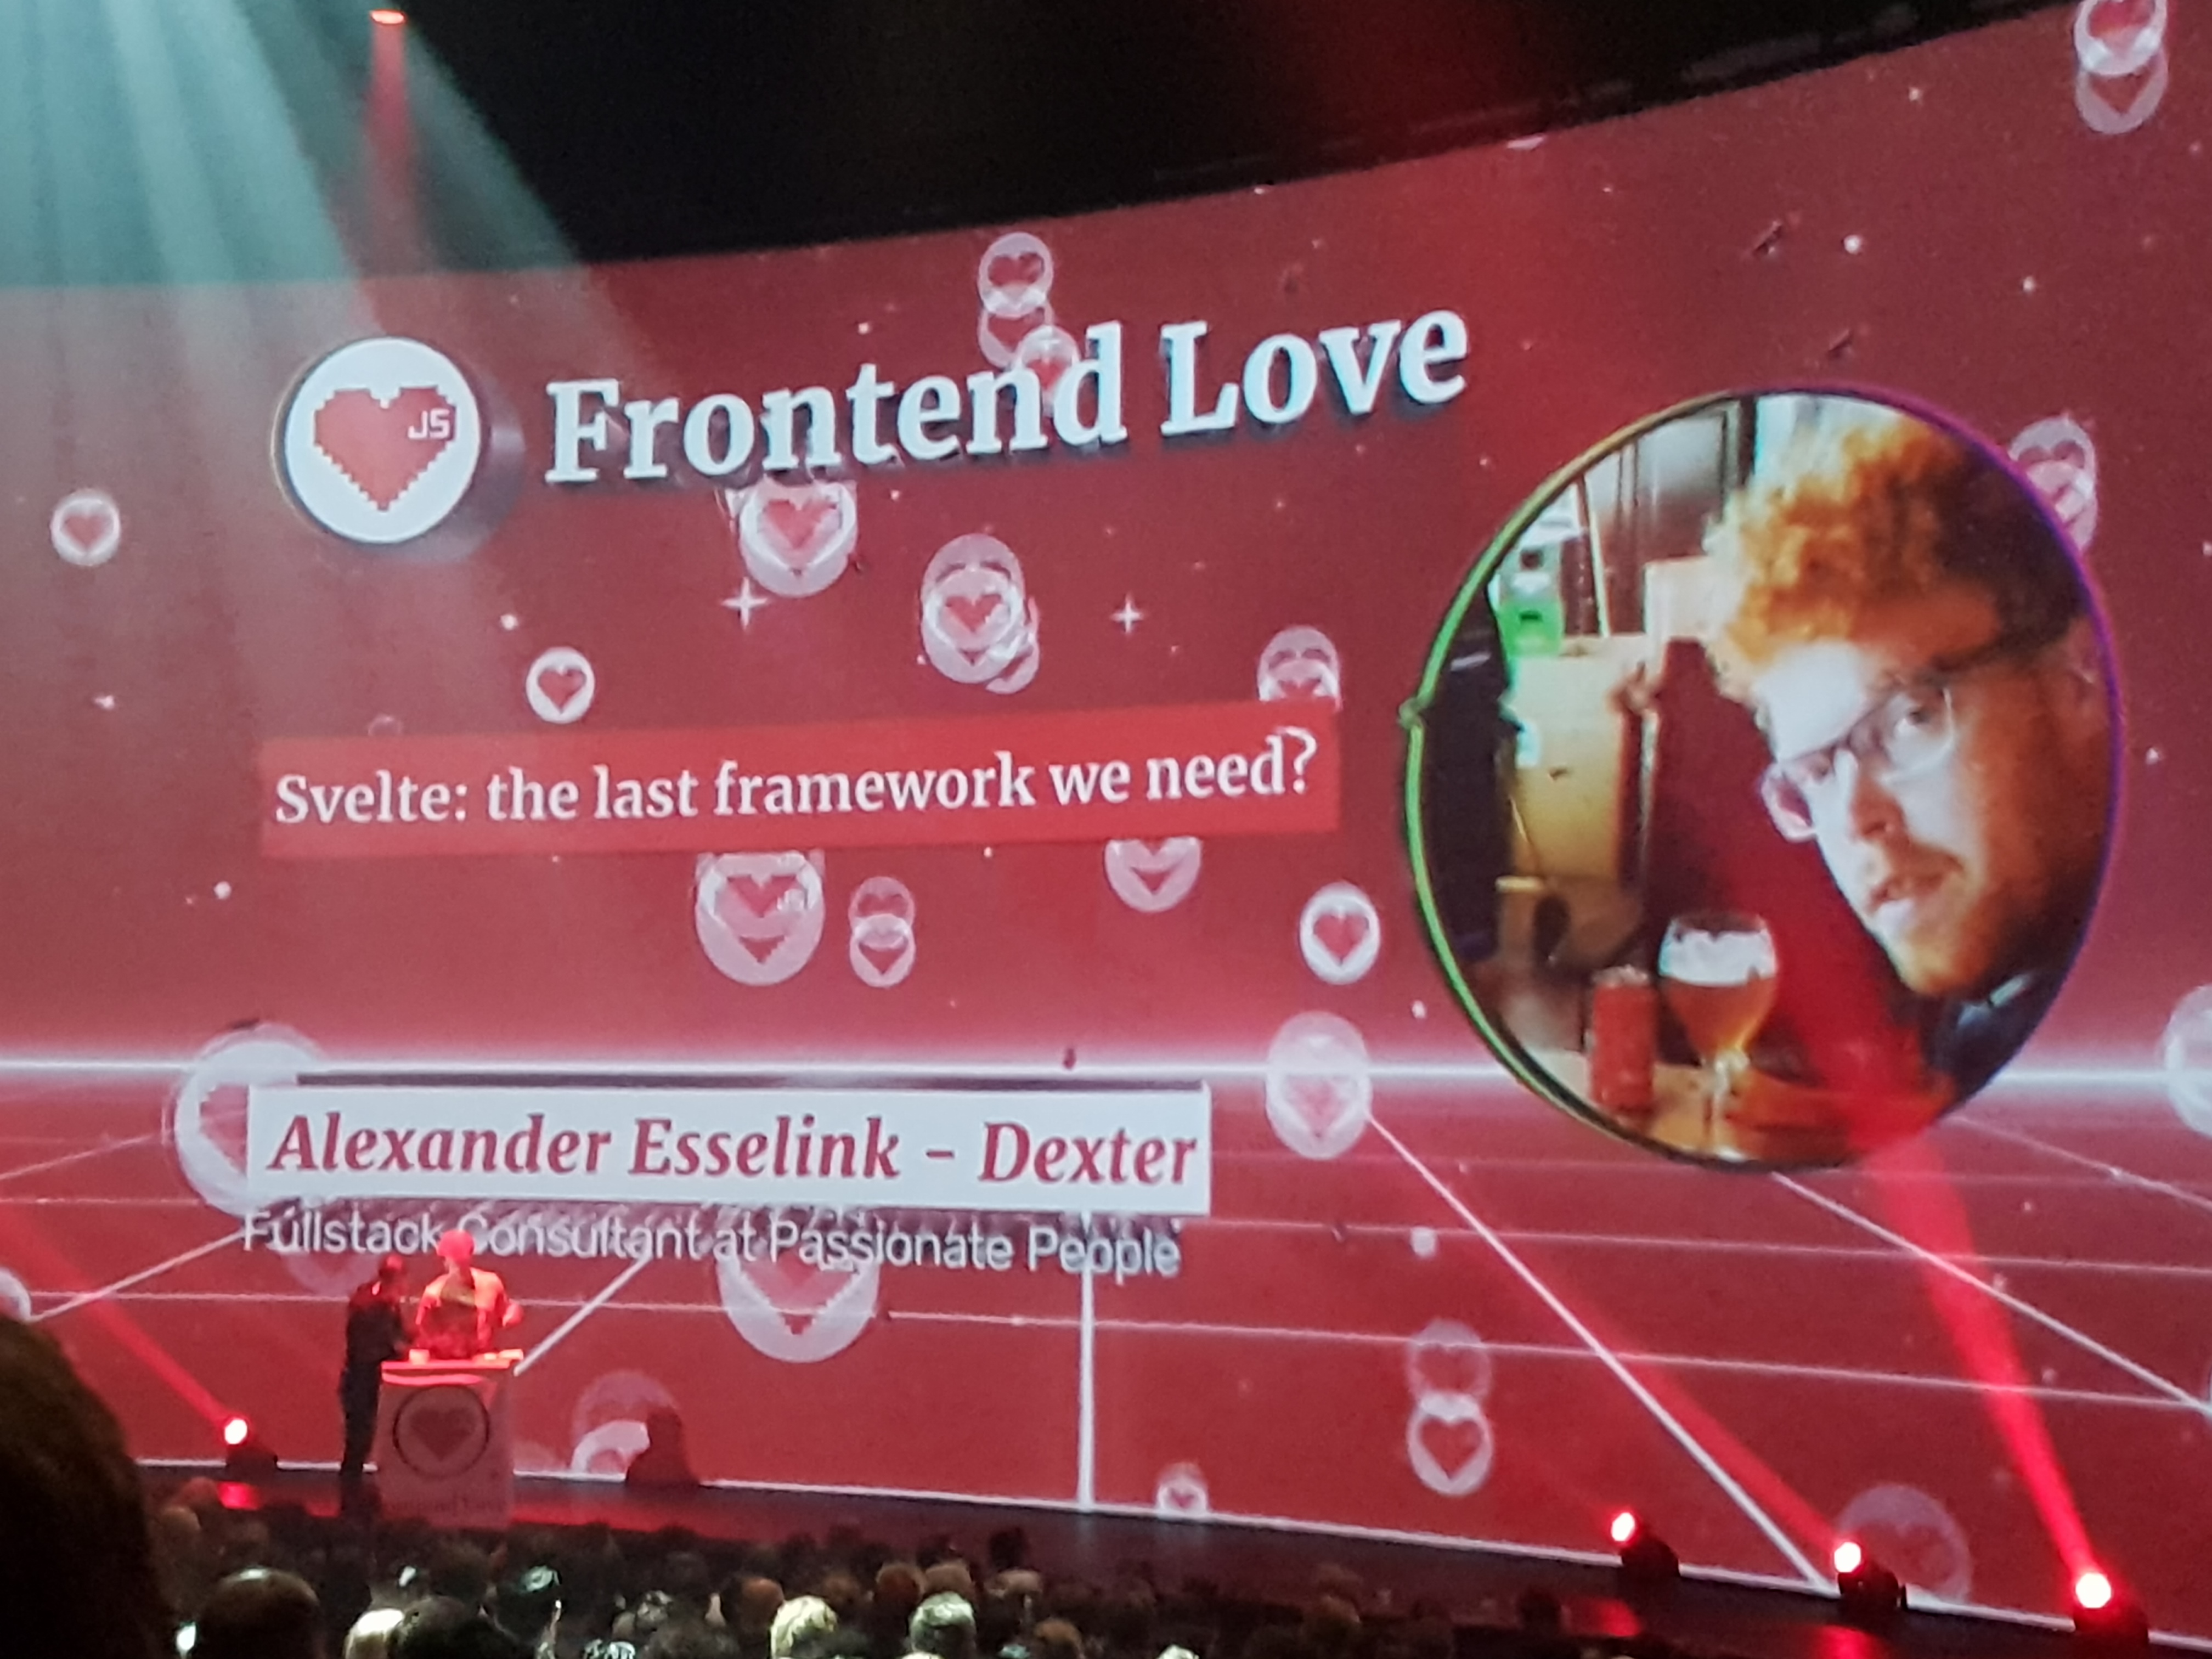 JS
Frontend Love
Svelte: the last framework we need?
Alexander Esselink - Dexter
Fullstack Consultant at Passionate People